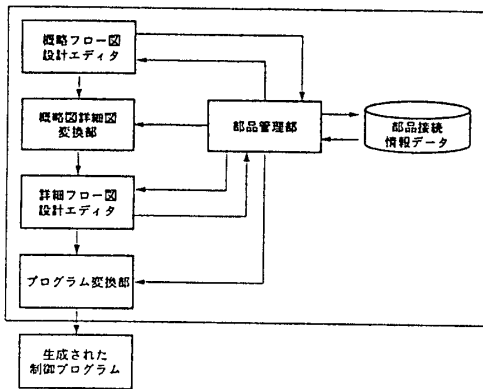 概略フロー図
設計エディタ
概略図詳細図
変換部
部品管理部
部品接続
情報データ
詳細フロー図
設計エディタ
プログラム変換部
生成された
制御プログラム